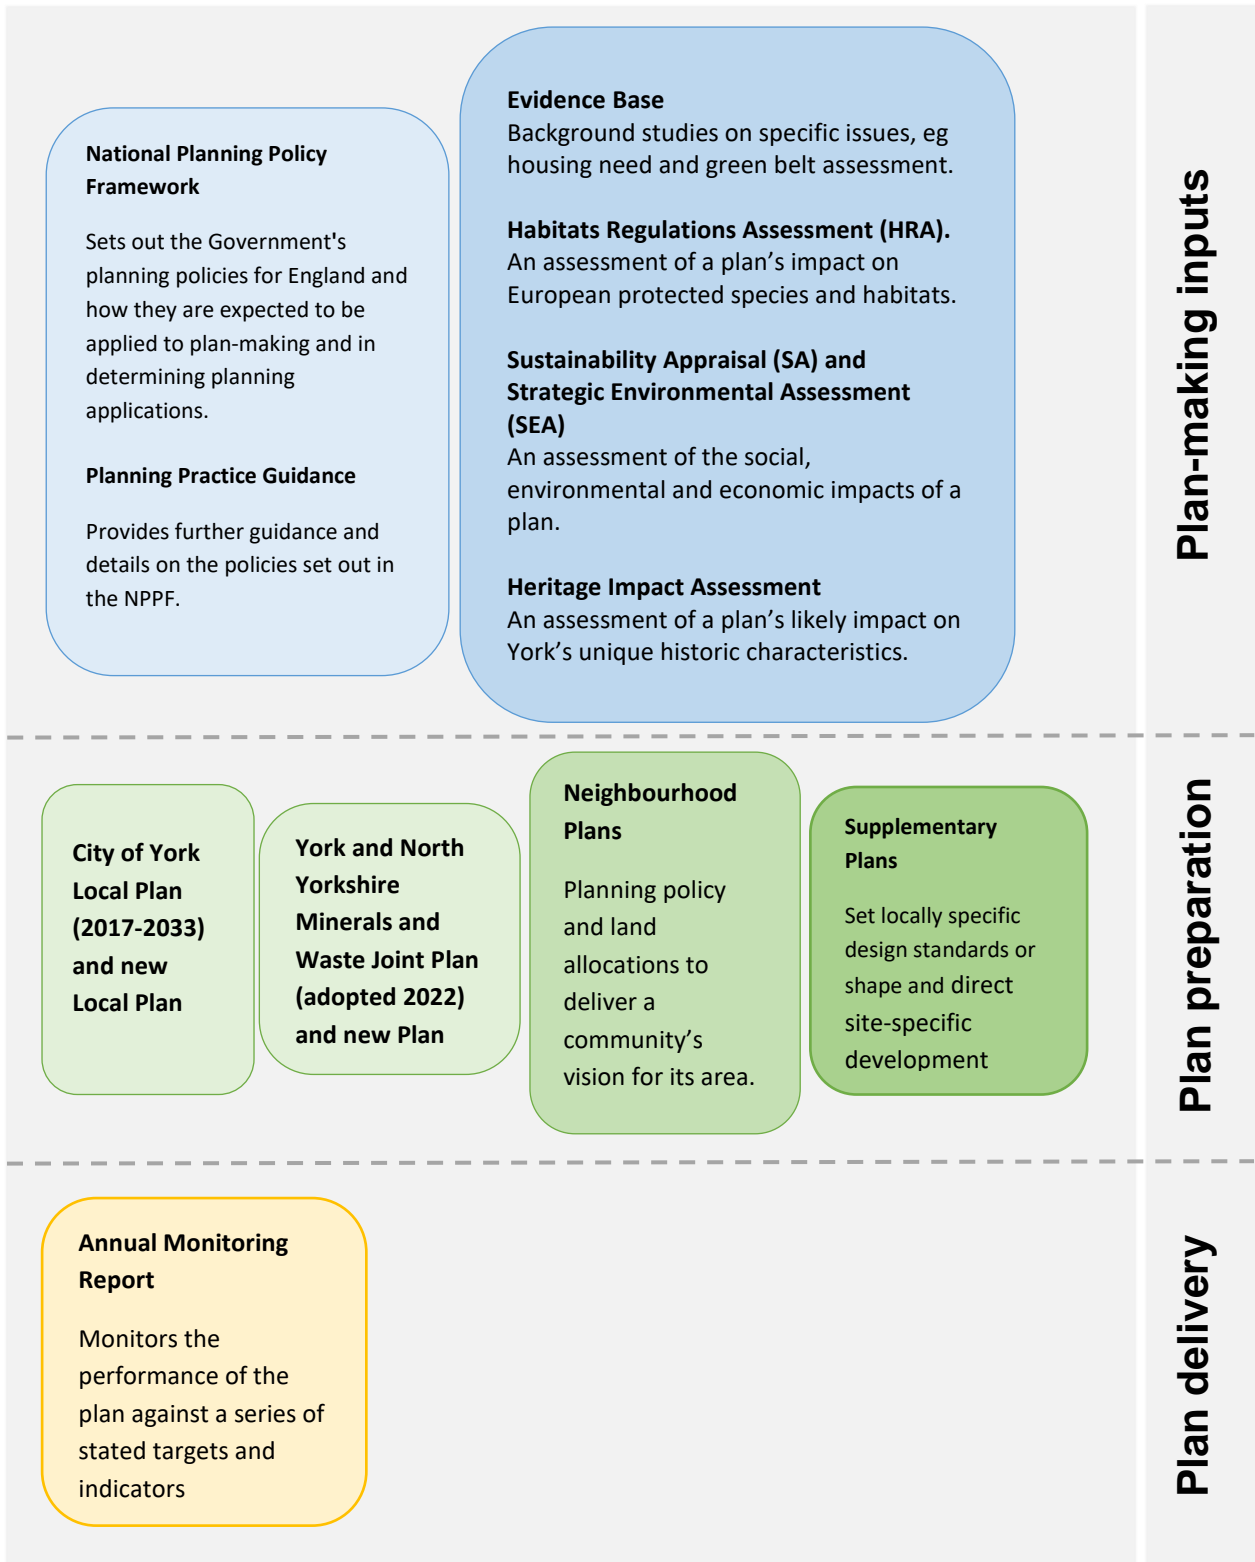 National Planning Policy
Framework
Sets out the Government's
planning policies for England and
how they are expected to be
applied to plan-making and in
determining planning
applications.
Planning Practice Guidance
Provides further guidance and
details on the policies set out in
the NPPF.
Evidence Base
Background studies on specific issues, eg
housing need and green belt assessment.
Habitats Regulations Assessment (HRA).
An assessment of a plan’s impact on
European protected species and habitats.
Sustainability Appraisal (SA) and
Strategic Environmental Assessment
(SEA)
An assessment of the social,
environmental and economic impacts of a
plan.
Heritage Impact Assessment
An assessment of a plan’s likely impact on
York’s unique historic characteristics.
Plan-making inputs
City of York
Local Plan
(2017-2033)
and new
Local Plan
York and North
Yorkshire
Minerals and
Waste Joint Plan
(adopted 2022)
and new Plan
Neighbourhood
Plans
Planning policy
and land
allocations to
deliver a
community’s
vision for its area.
Supplementary
Plans
Set locally specific
design standards or
shape and direct
site-specific
development
Plan preparation
Annual Monitoring
Report
Monitors the
performance of the
plan against a series of
stated targets and
indicators
Plan delivery